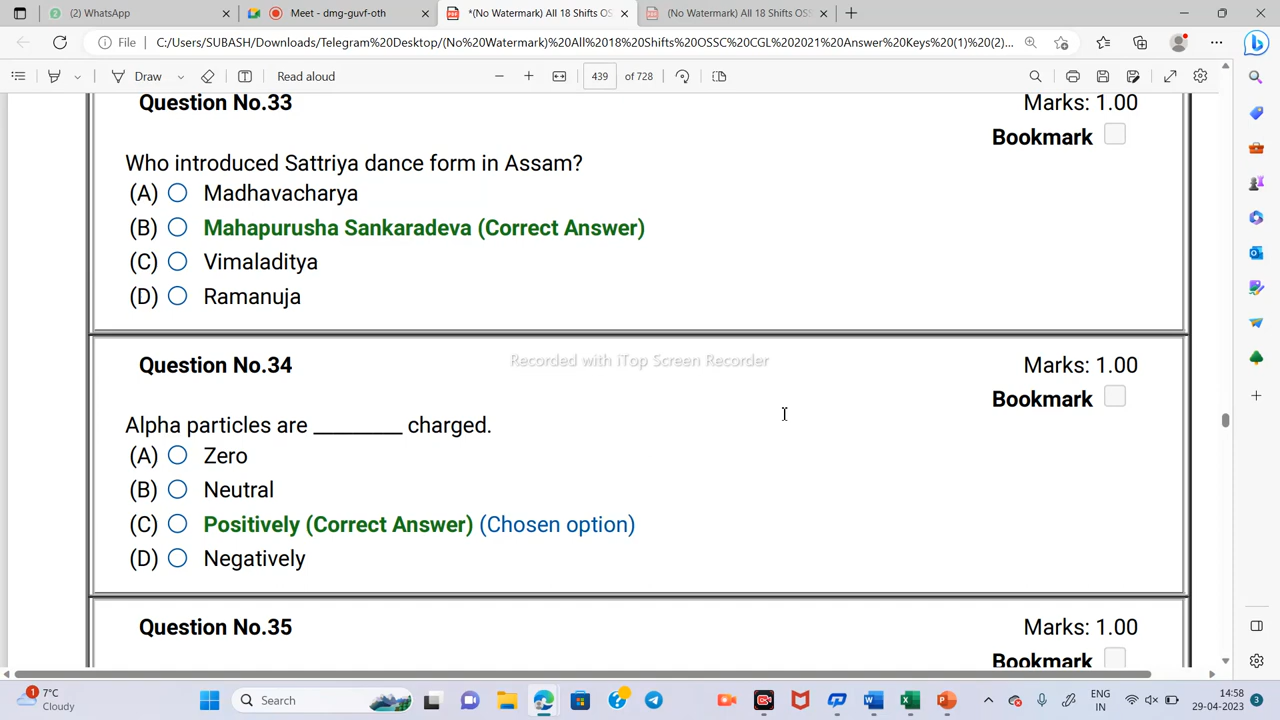 WhatsApp
Meet - dmg-guvf-oth
*(No Watermark) All 18 Shifts OS
(No Watermark) All 18 Shifts OSS
File
C:/Users/SUBASH/Downloads/Telegram%20Desktop/(No%20Watermark)%20All%2018%20Shifts%20OSSC%20CGL%202021%20Answer%20Keys%20(1)%20(2)...
Draw
Read aloud
439 of 728
Question No.33
Marks: 1.00
Bookmark
Who introduced Sattriya dance form in Assam?
(A) Madhavacharya
(B) Mahapurusha Sankaradeva (Correct Answer)
(C) Vimaladitya
(D) Ramanuja
Recorded with iTop Screen Recorder
Question No.34
Marks: 1.00
Bookmark
Alpha particles are _________ charged.
(A) Zero
(B) Neutral
(C) Positively (Correct Answer) (Chosen option)
(D) Negatively
Question No.35
Marks: 1.00
Bookmark
7°C
Cloudy
Search
ENG
IN
14:58
29-04-2023